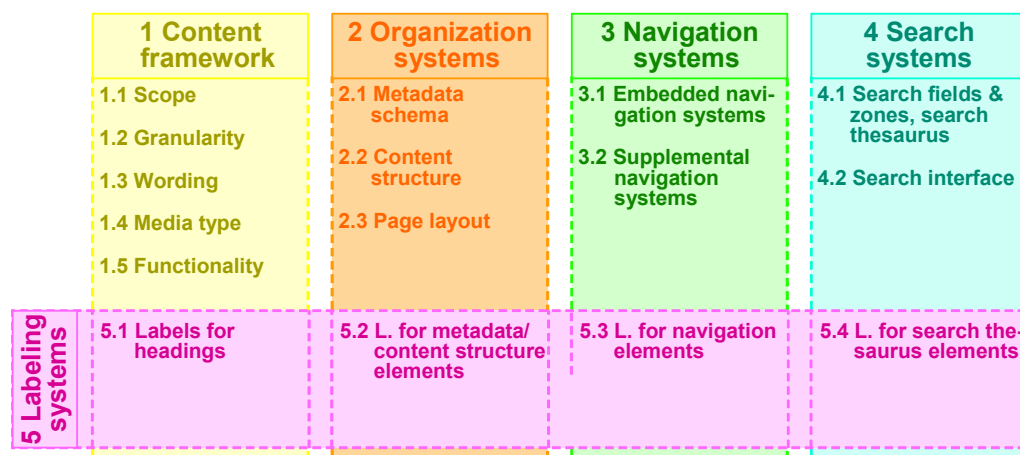 1 Content
framework
1.1 Scope
1.2 Granularity
1.3 Wording
1.4 Media type
1.5 Functionality
2 Organization
systems
2.1 Metadada
schema
2.2 Content
structure
2.3 Page layout
3 Navigation
systems
3.1 Embedded navi-
gation systems
3.2 Supplemental
navigation
systems
4 Search
systems
4.1 Search fields &
zones, search
thesaurus
4.2 Search interface
5 Labeling
systems
5.1 Labels for
headings
5.2 L. for metadata/
content structure
elements
5.3 L. for navigation
elements
5.4 L. for search the-
saurus elements